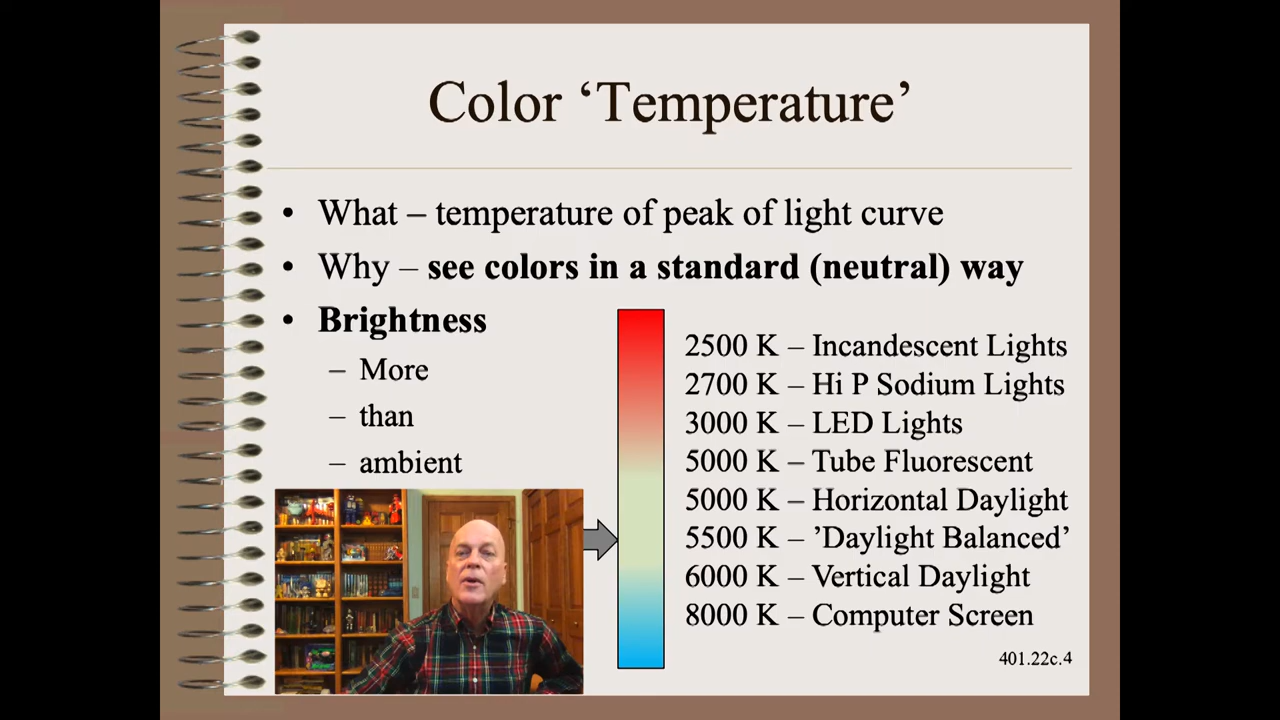 Color ‘Temperature’
• What – temperature of peak of light curve
• Why – see colors in a standard (neutral) way
• Brightness
– More
– than
– ambient
2500 K – Incandescent Lights
2700 K – Hi P Sodium Lights
3000 K – LED Lights
5000 K – Tube Fluorescent
5000 K – Horizontal Daylight
5500 K – ’Daylight Balanced’
6000 K – Vertical Daylight
8000 K – Computer Screen
401.22c.4